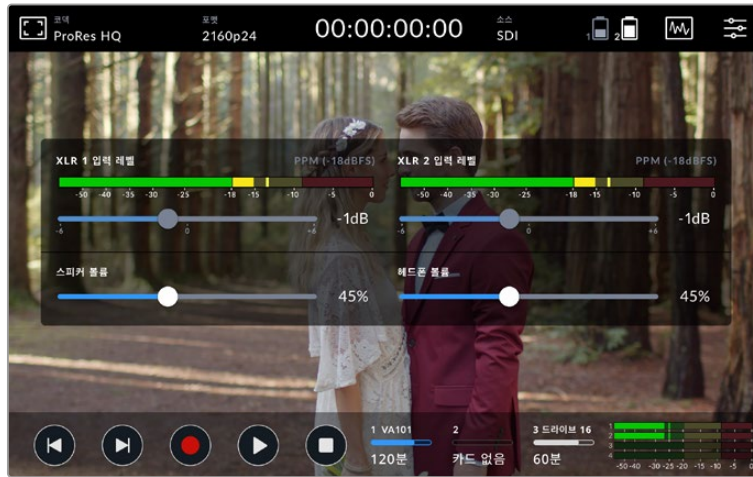 코덱 포맷 소스
ProRes HQ 2160p24 00:00:00:00 SDI 1 2
XLR 1 입력 레벨 PPM (-18dBFS) XLR 2 입력 레벨 PPM (-18dBFS)
-50 -40 -35 -30 -25 -18 -15 -10 -5 0 -50 -40 -35 -30 -25 -18 -15 -10 -5 0
-1dB -1dB
-6 0 -6 0 +6
스피커 볼륨 헤드폰 볼륨
45% 45%
1 VA101 2 3 드라이브 16 1
2
3
4
120분 카드 없음 60분
-50 -40 -30 -25 -20 -15 -10 -5 0